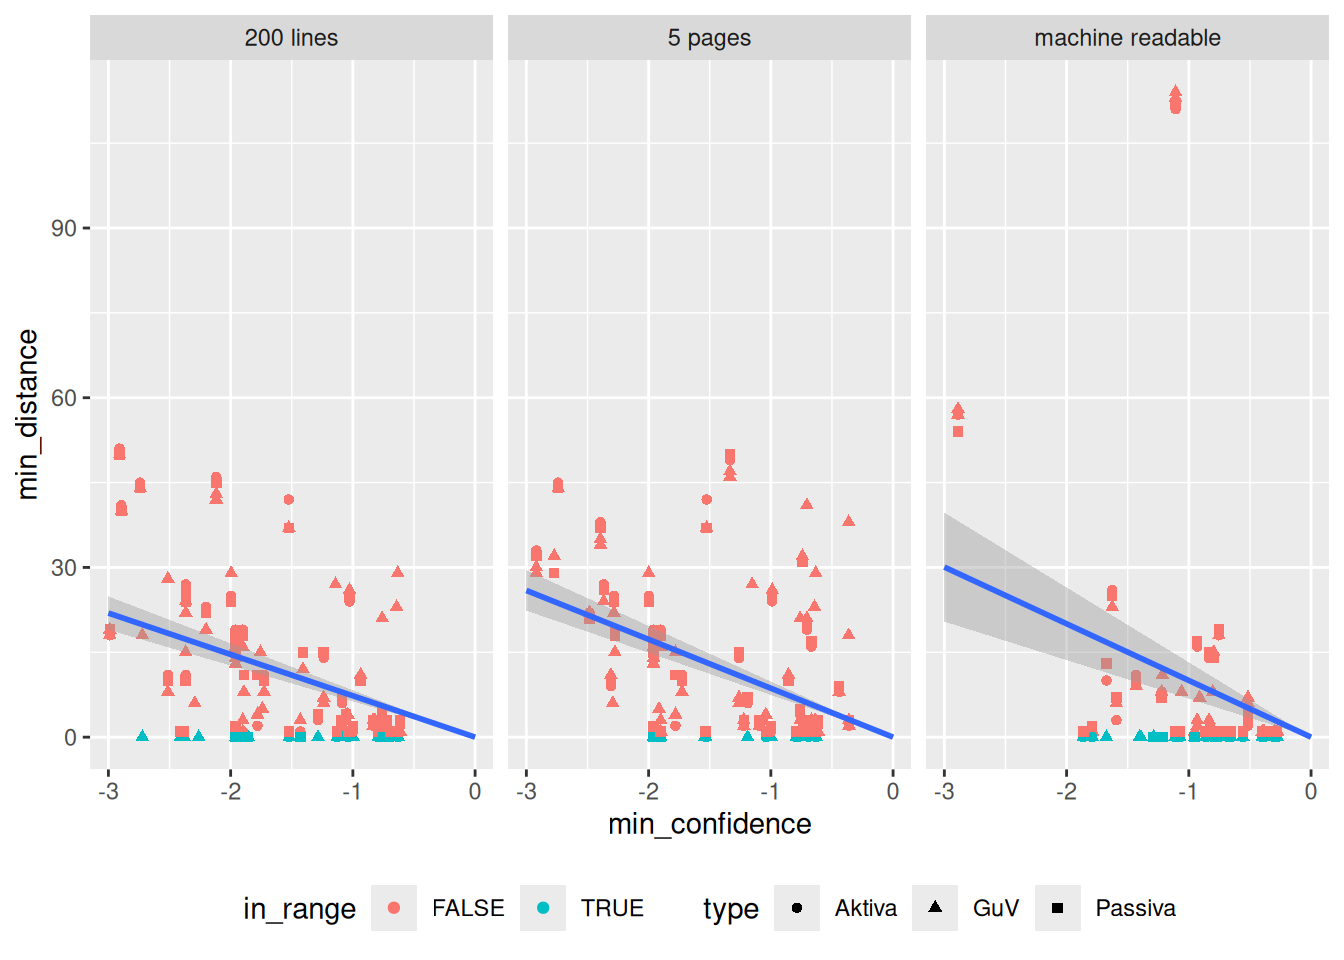 200 lines 5 pages machine readable
90
60
30
0
min_distance
-3 -2 -1 0 -3 -2 -1 0 -3 -2 -1 0
min_confidence
in_range FALSE TRUE type Aktiva GuV Passiva